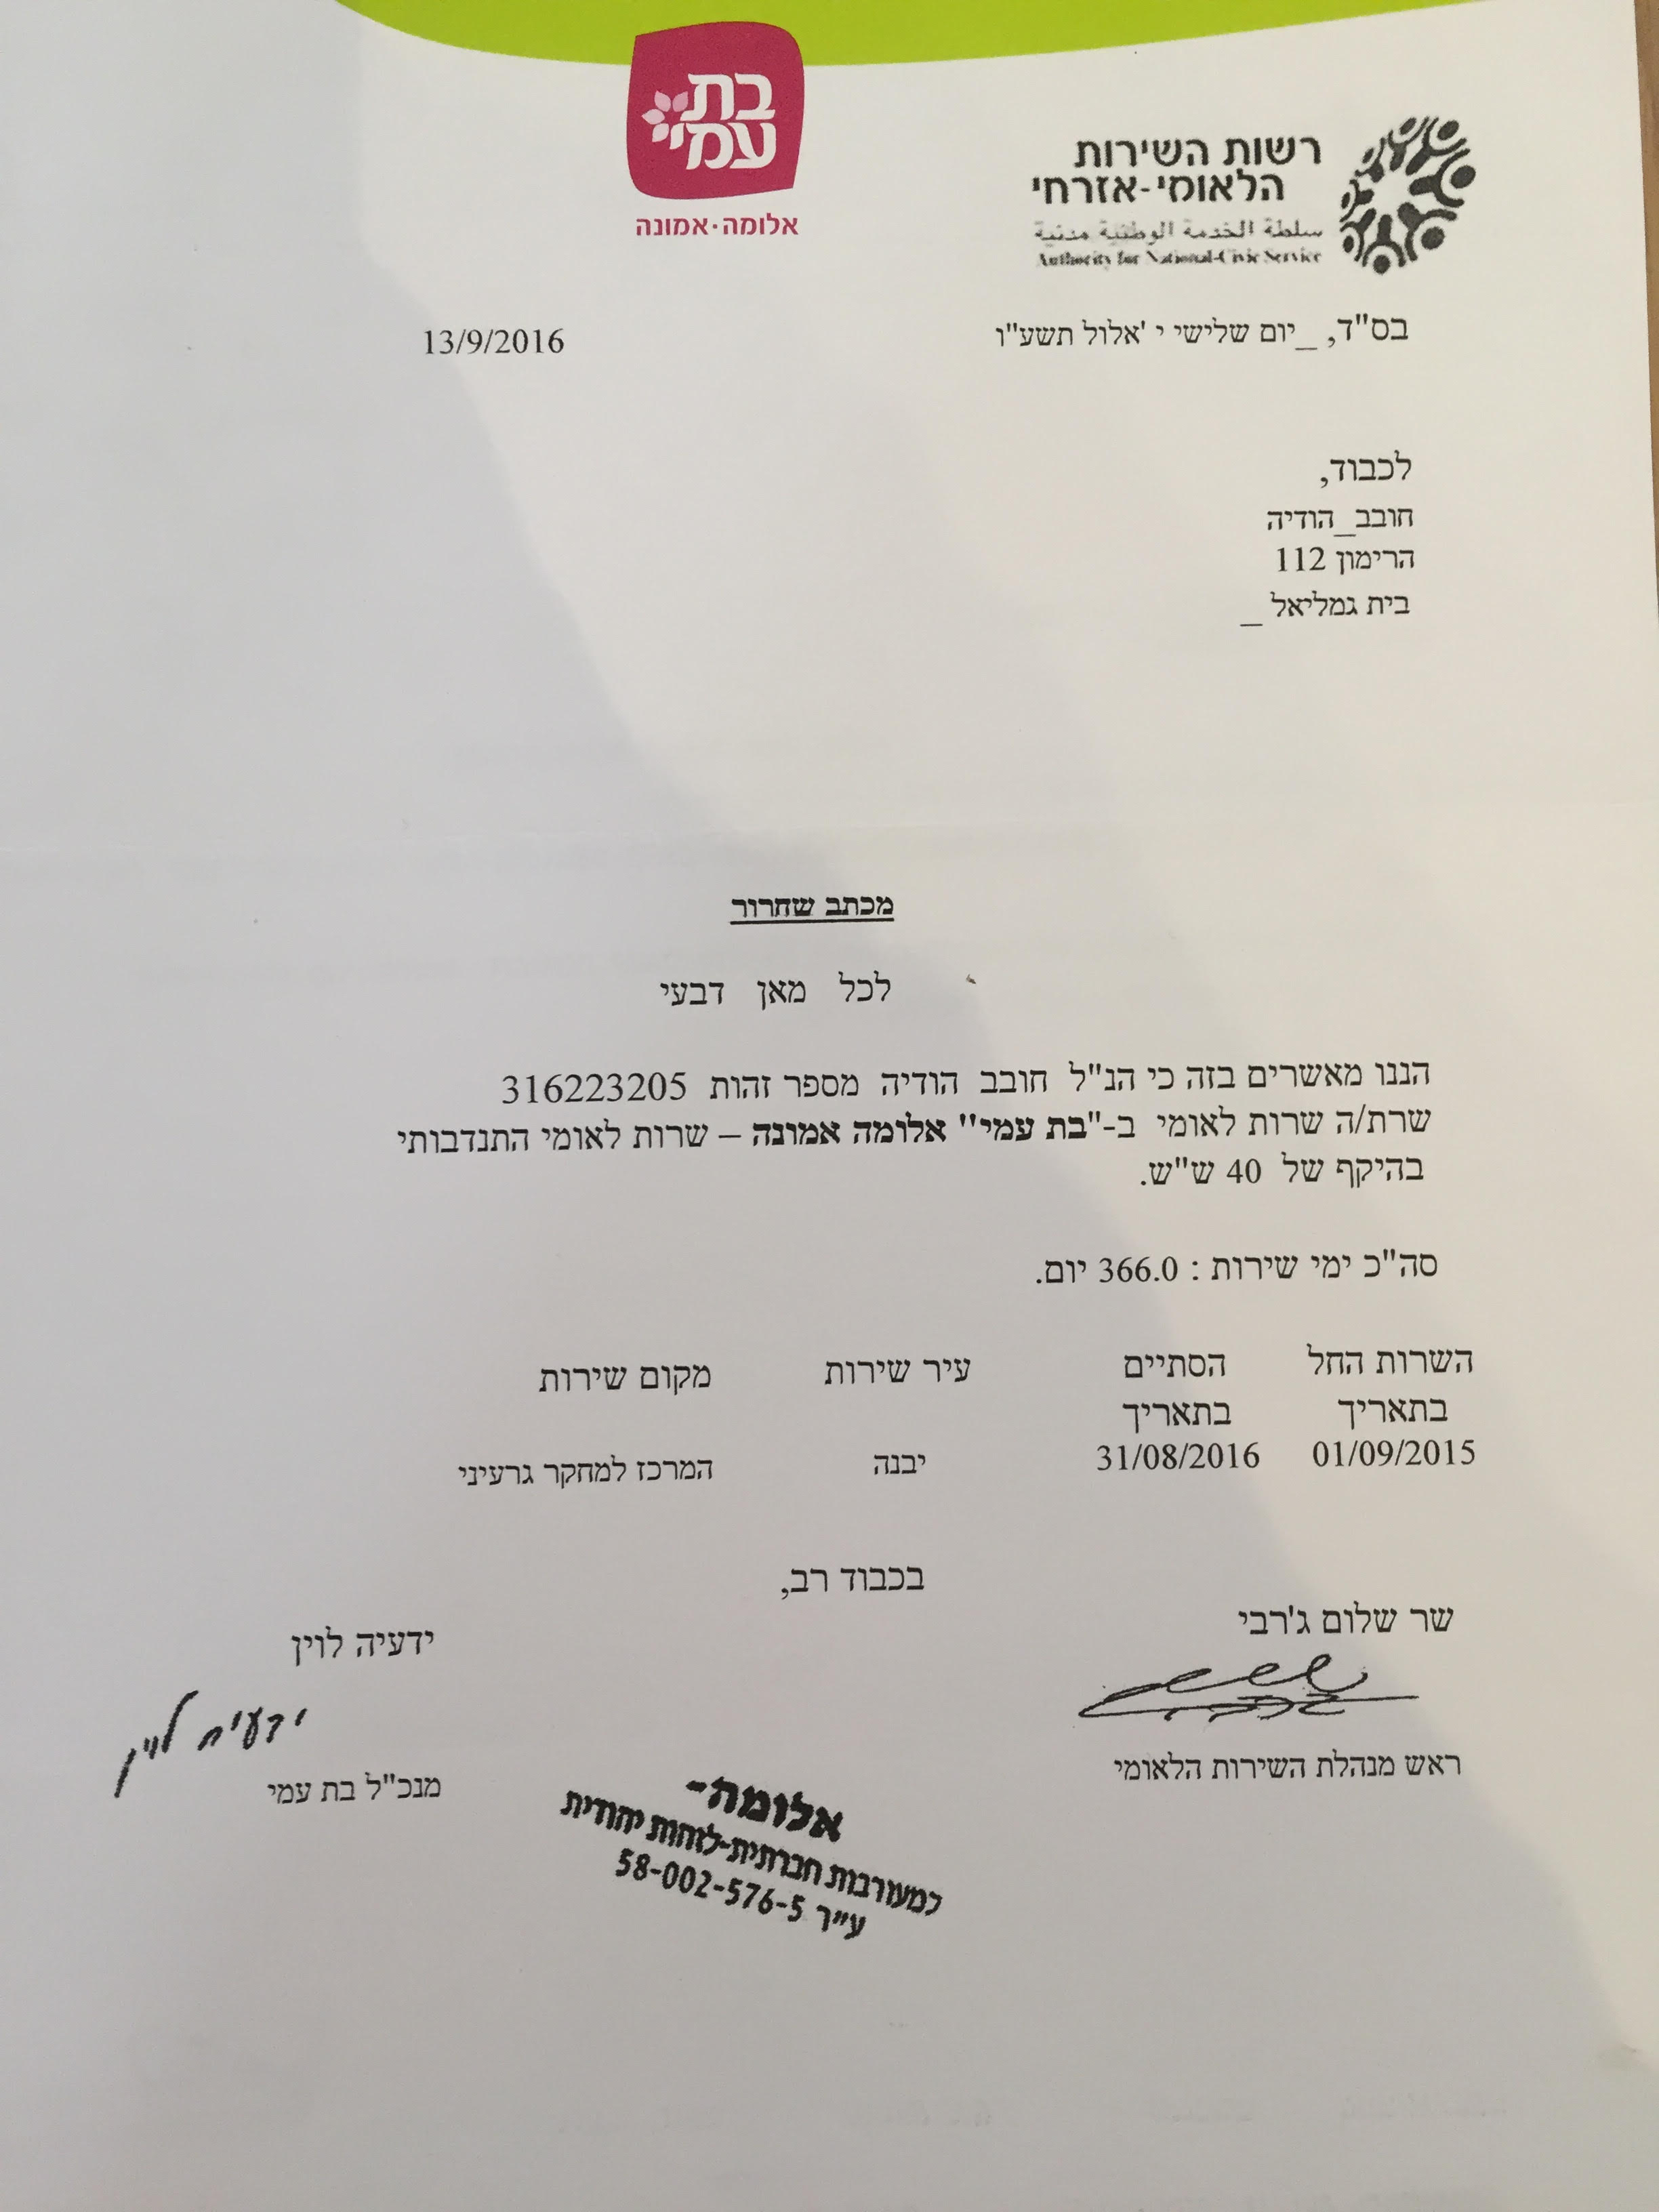 בת
עמי
אלומה·אמונה
רשות השירות
הלאומי-אזרחי
سلطة الخدمة الوطنية مدنية
Authority for National-Civic Service
בס"ד, _יום שלישי י 'אלול תשע"ו
13/9/2016
לכבוד,
חובב_הודיה
הרימון 112
בית גמליאל _
מכתב שחרור
לכל מאן דבעי
הננו מאשרים בזה כי הנ"ל חובב הודיה מספר זהות 316223205
שרת/ה שרות לאומי ב-"בת עמי" אלומה אמונה – שרות לאומי התנדבותי
בהיקף של 40 ש"ש.
סה"כ ימי שירות : 366.0 יום.
השרות החל הסתיים עיר שירות מקום שירות
בתאריך בתאריך
01/09/2015 31/08/2016 יבנה המרכז למחקר גרעיני
בכבוד רב,
שר שלום ג'רבי
ידעיה לוין
ידעיה לוין
ראש מנהלת השירות הלאומי
מנכ"ל בת עמי
אלומה-
למעורבות חברתית-לזהות יהודית
ע"ר 58-002-576-5